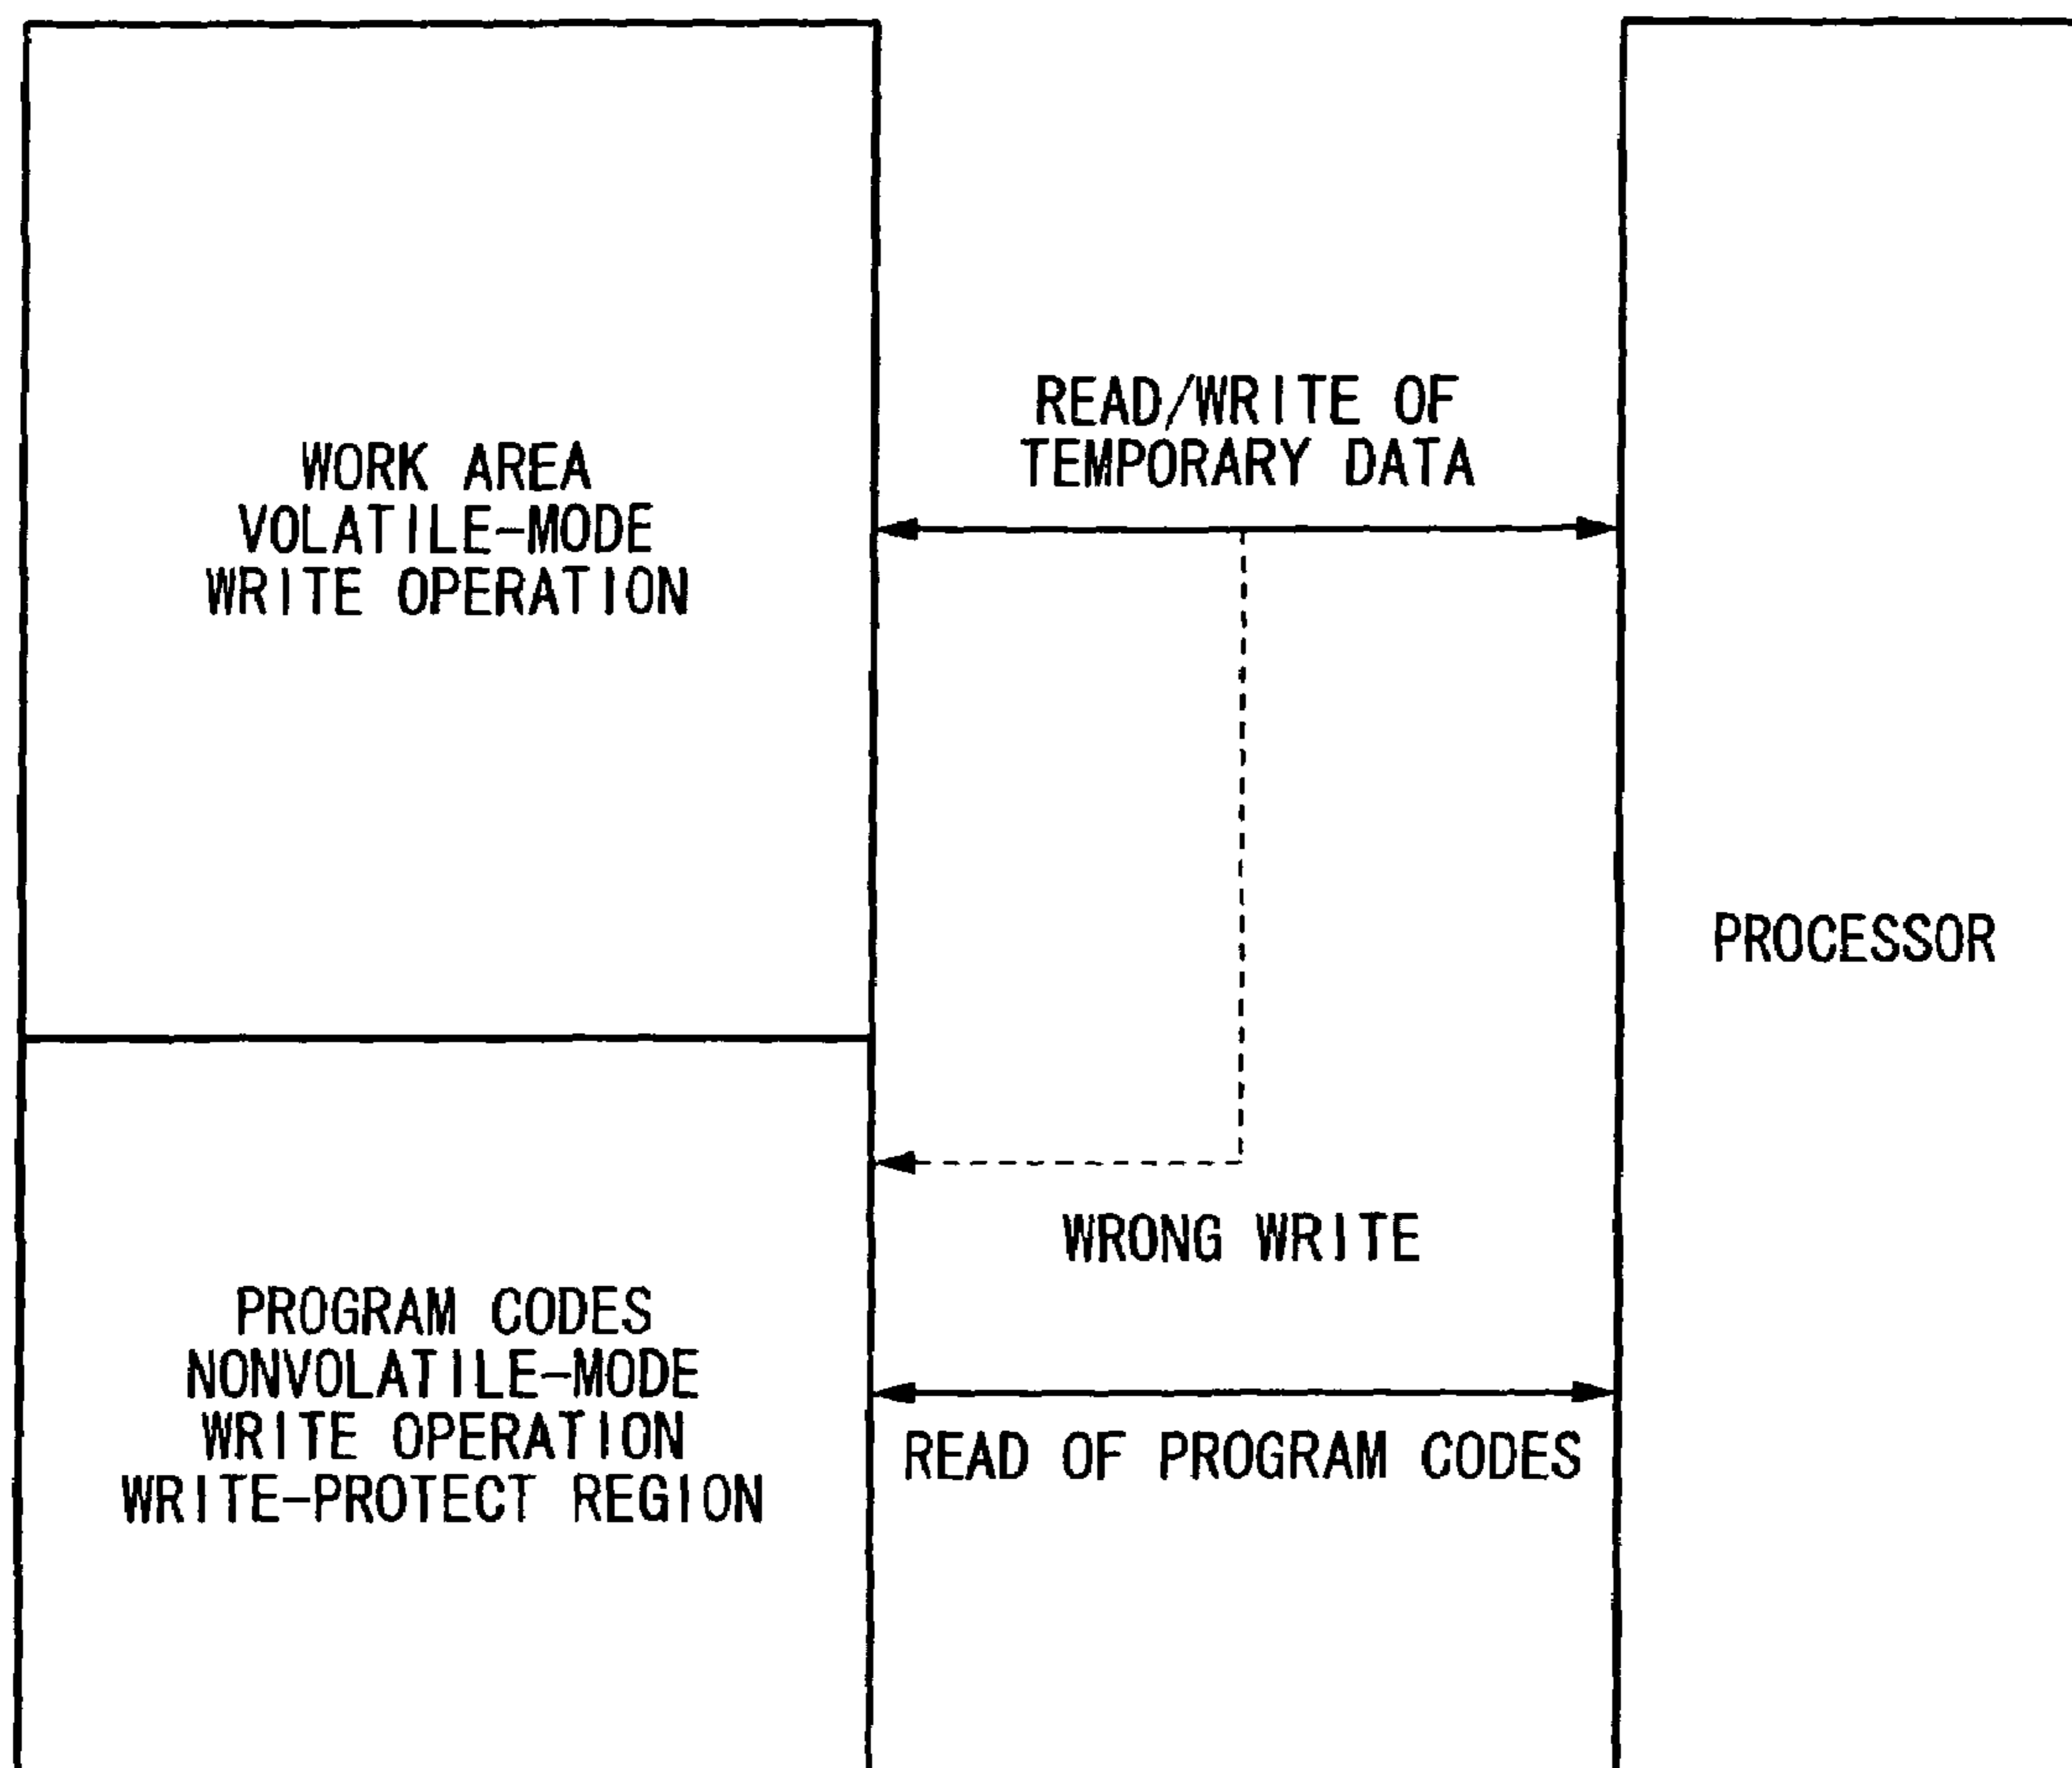 READ/WRITE OF
TEMPORARY DATA
WORK AREA
VOLATILE-MODE
WRITE OPERATION
PROCESSOR
WRONG WRITE
PROGRAM CODES
NONVOLATILE-MODE
WRITE OPERATION
WRITE-PROTECT REGION
READ OF PROGRAM CODES